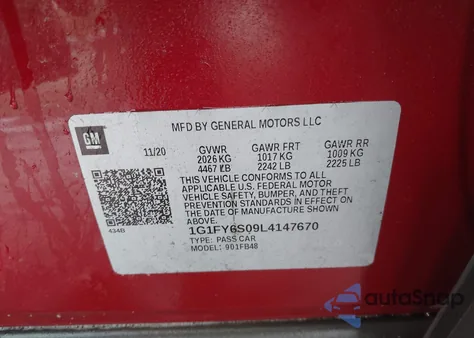 MFD BY GENERAL MOTORS LLC
GM
11/20 GVWR GAWR FRT GAWR RR
2026 KG 1017 KG 1009 KG
4467 LB 2242 LB 2225 LB
THIS VEHICLE CONFORMS TO ALL
APPLICABLE U.S. FEDERAL MOTOR
VEHICLE SAFETY, BUMPER, AND THEFT
PREVENTION STANDARDS IN EFFECT ON THE
DATE OF MANUFACTURE SHOWN
ABOVE.
1G1FY6S09L4147670
TYPE: PASS CAR
MODEL: 901FB48
434B
autoSnap